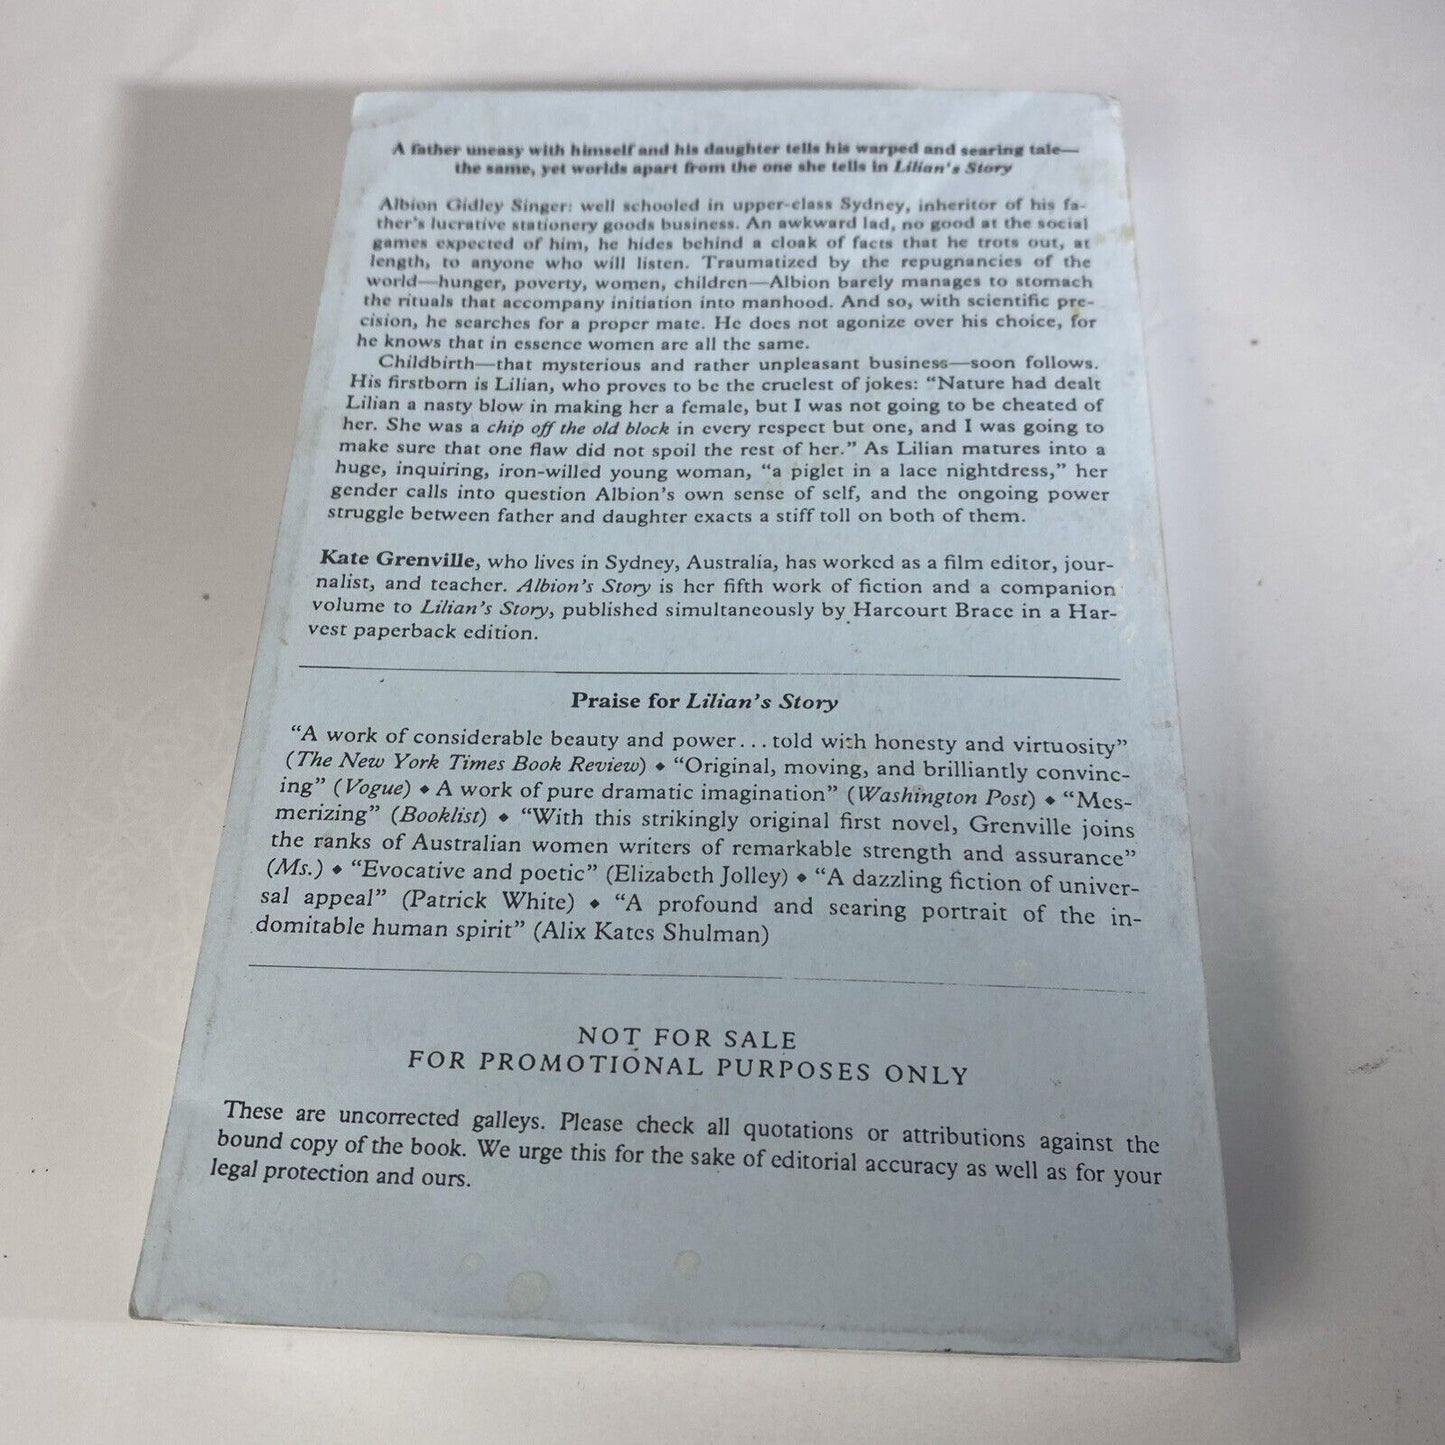 A father uneasy with himself and his daughter tells his warped and searing tale—
the same, yet worlds apart from the one she tells in Lilian's Story
Albion Gidley Singer: well schooled in upper-class Sydney, inheritor of his fa-
ther's lucrative stationery goods business. An awkward lad, no good at the social
games expected of him, he hides behind a cloak of facts that he trots out, at
length, to anyone who will listen. Traumatized by the repugnancies of the
world—hunger, poverty, women, children—Albion barely manages to stomach
the rituals that accompany initiation into manhood. And so, with scientific pre-
cision, he searches for a proper mate. He does not agonize over his choice, for
he knows that in essence women are all the same.
Childbirth—that mysterious and rather unpleasant business—soon follows.
His firstborn is Lilian, who proves to be the cruelest of jokes: “Nature had dealt
Lilian a nasty blow in making her a female, but I was not going to be cheated of
her. She was a chip off the old block in every respect but one, and I was going to
make sure that one flaw did not spoil the rest of her.” As Lilian matures into a
huge, inquiring, iron-willed young woman, “a piglet in a lace nightdress,” her
gender calls into question Albion's own sense of self, and the ongoing power
struggle between father and daughter exacts a stiff toll on both of them.
Kate Grenville, who lives in Sydney, Australia, has worked as a film editor, jour-
nalist, and teacher. Albion's Story is her fifth work of fiction and a companion
volume to Lilian's Story, published simultaneously by Harcourt Brace in a Har-
vest paperback edition.
Praise for Lilian's Story
“A work of considerable beauty and power...told with honesty and virtuosity”
(The New York Times Book Review) ◆ “Original, moving, and brilliantly convinc-
ing” (Vogue) ◆ A work of pure dramatic imagination” (Washington Post) ◆ “Mes-
merizing” (Booklist) ◆ “With this strikingly original first novel, Grenville joins
the ranks of Australian women writers of remarkable strength and assurance”
(Ms.) ◆ “Evocative and poetic” (Elizabeth Jolley) ◆ “A dazzling fiction of univer-
sal appeal” (Patrick White) ◆ “A profound and searing portrait of the in-
domitable human spirit” (Alix Kates Shulman)
NOT FOR SALE
FOR PROMOTIONAL PURPOSES ONLY
These are uncorrected galleys. Please check all quotations or attributions against the
bound copy of the book. We urge this for the sake of editorial accuracy as well as for your
legal protection and ours.